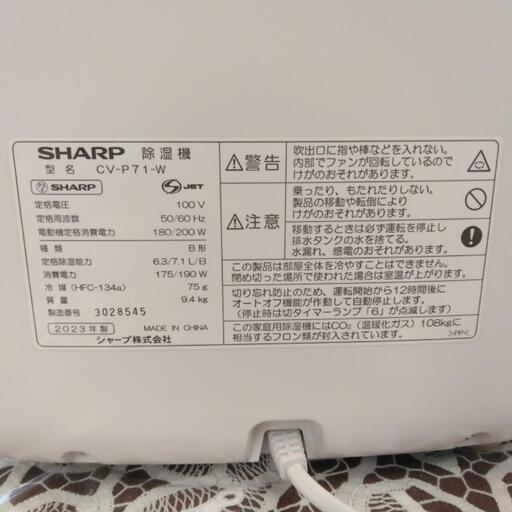 SHARP 除湿機
型 名 CV-P71-W
SHARP
JET
定格電圧 100 V
定格周波数 50/60 Hz
電動機定格消費電力 180/200 W
種 類 B 形
定格除湿能力 6.3/7.1 L/日
消費電力 175/190 W
冷 媒 (HFC-134a) 75g
質 量 9.4kg
製造番号 3028545
2023年製 MADE IN CHINA
シャープ株式会社
警告
吹出口に指や棒などを入れない。
内部でファンが回転しているので
けがのおそれがあります。
注意
乗ったり、もたれたりしない。
製品の移動や転倒により
けがのおそれがあります。
移動するときは必ず運転を停止し
排水タンクの水を捨てる。
水漏れ、感電のおそれがあります。
この製品は部屋全体を冷やすことはできません。
閉め切った場所で使われた場合は室温が上がります。
切り忘れ防止のため、運転開始から12時間後に
オートオフ機能が作動して自動停止します。
(停止時は切タイマーランプ「6」が点滅します)
この家庭用除湿機にはCO₂(温暖化ガス)108kgに
相当するフロン類が封入されています。
>PP<